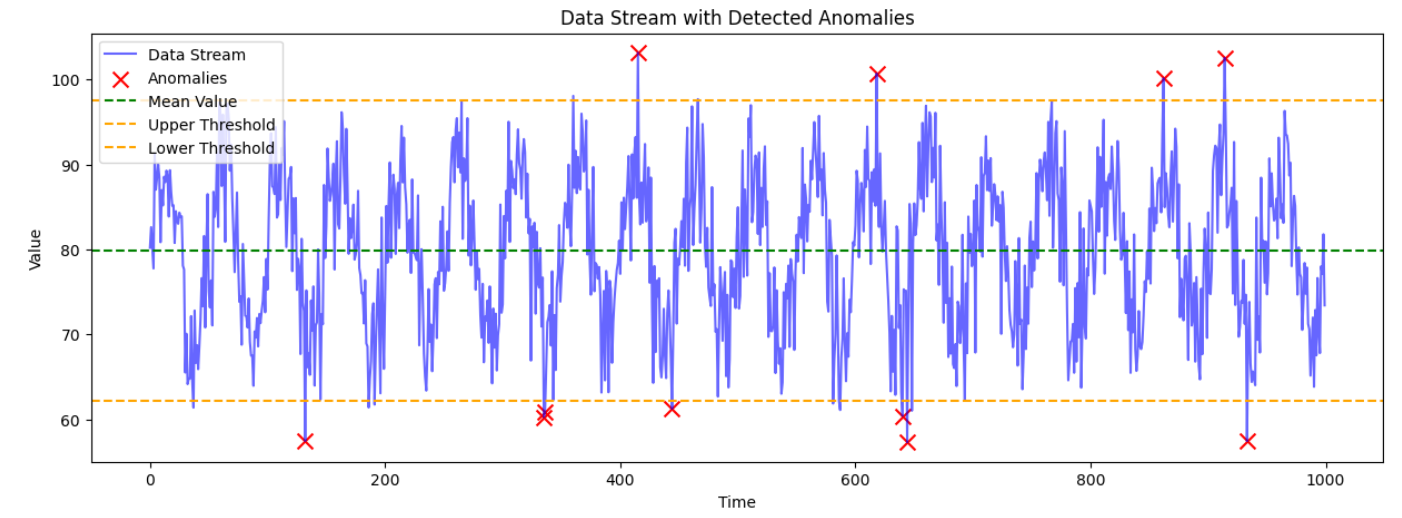 Data Stream with Detected Anomalies
Data Stream
Anomalies
Mean Value
Upper Threshold
Lower Threshold
100
90
80
70
60
Value
0
200
400
600
800
1000
Time